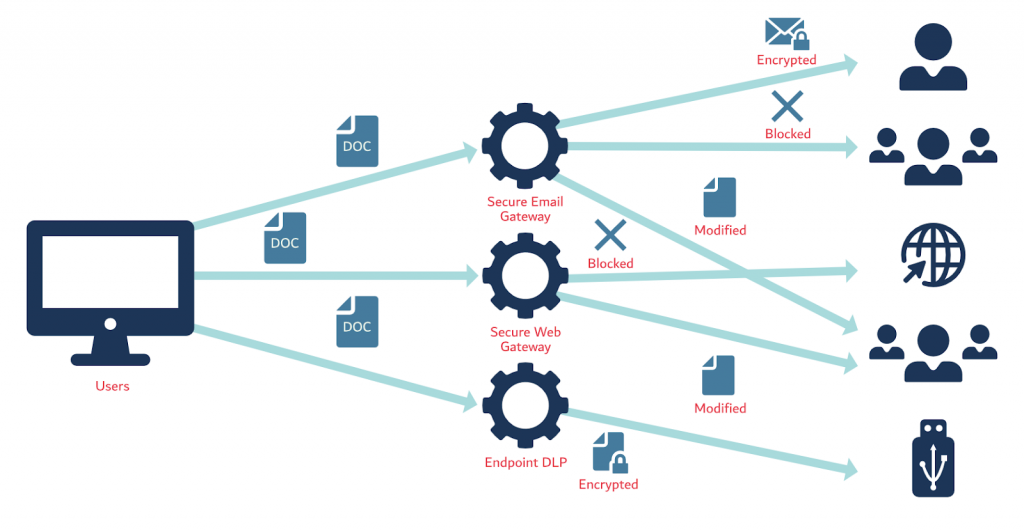 Encrypted
Blocked
DOC
Secure Email
Gateway
Modified
DOC
Blocked
DOC
Secure Web
Gateway
Users
Modified
Endpoint DLP
Encrypted